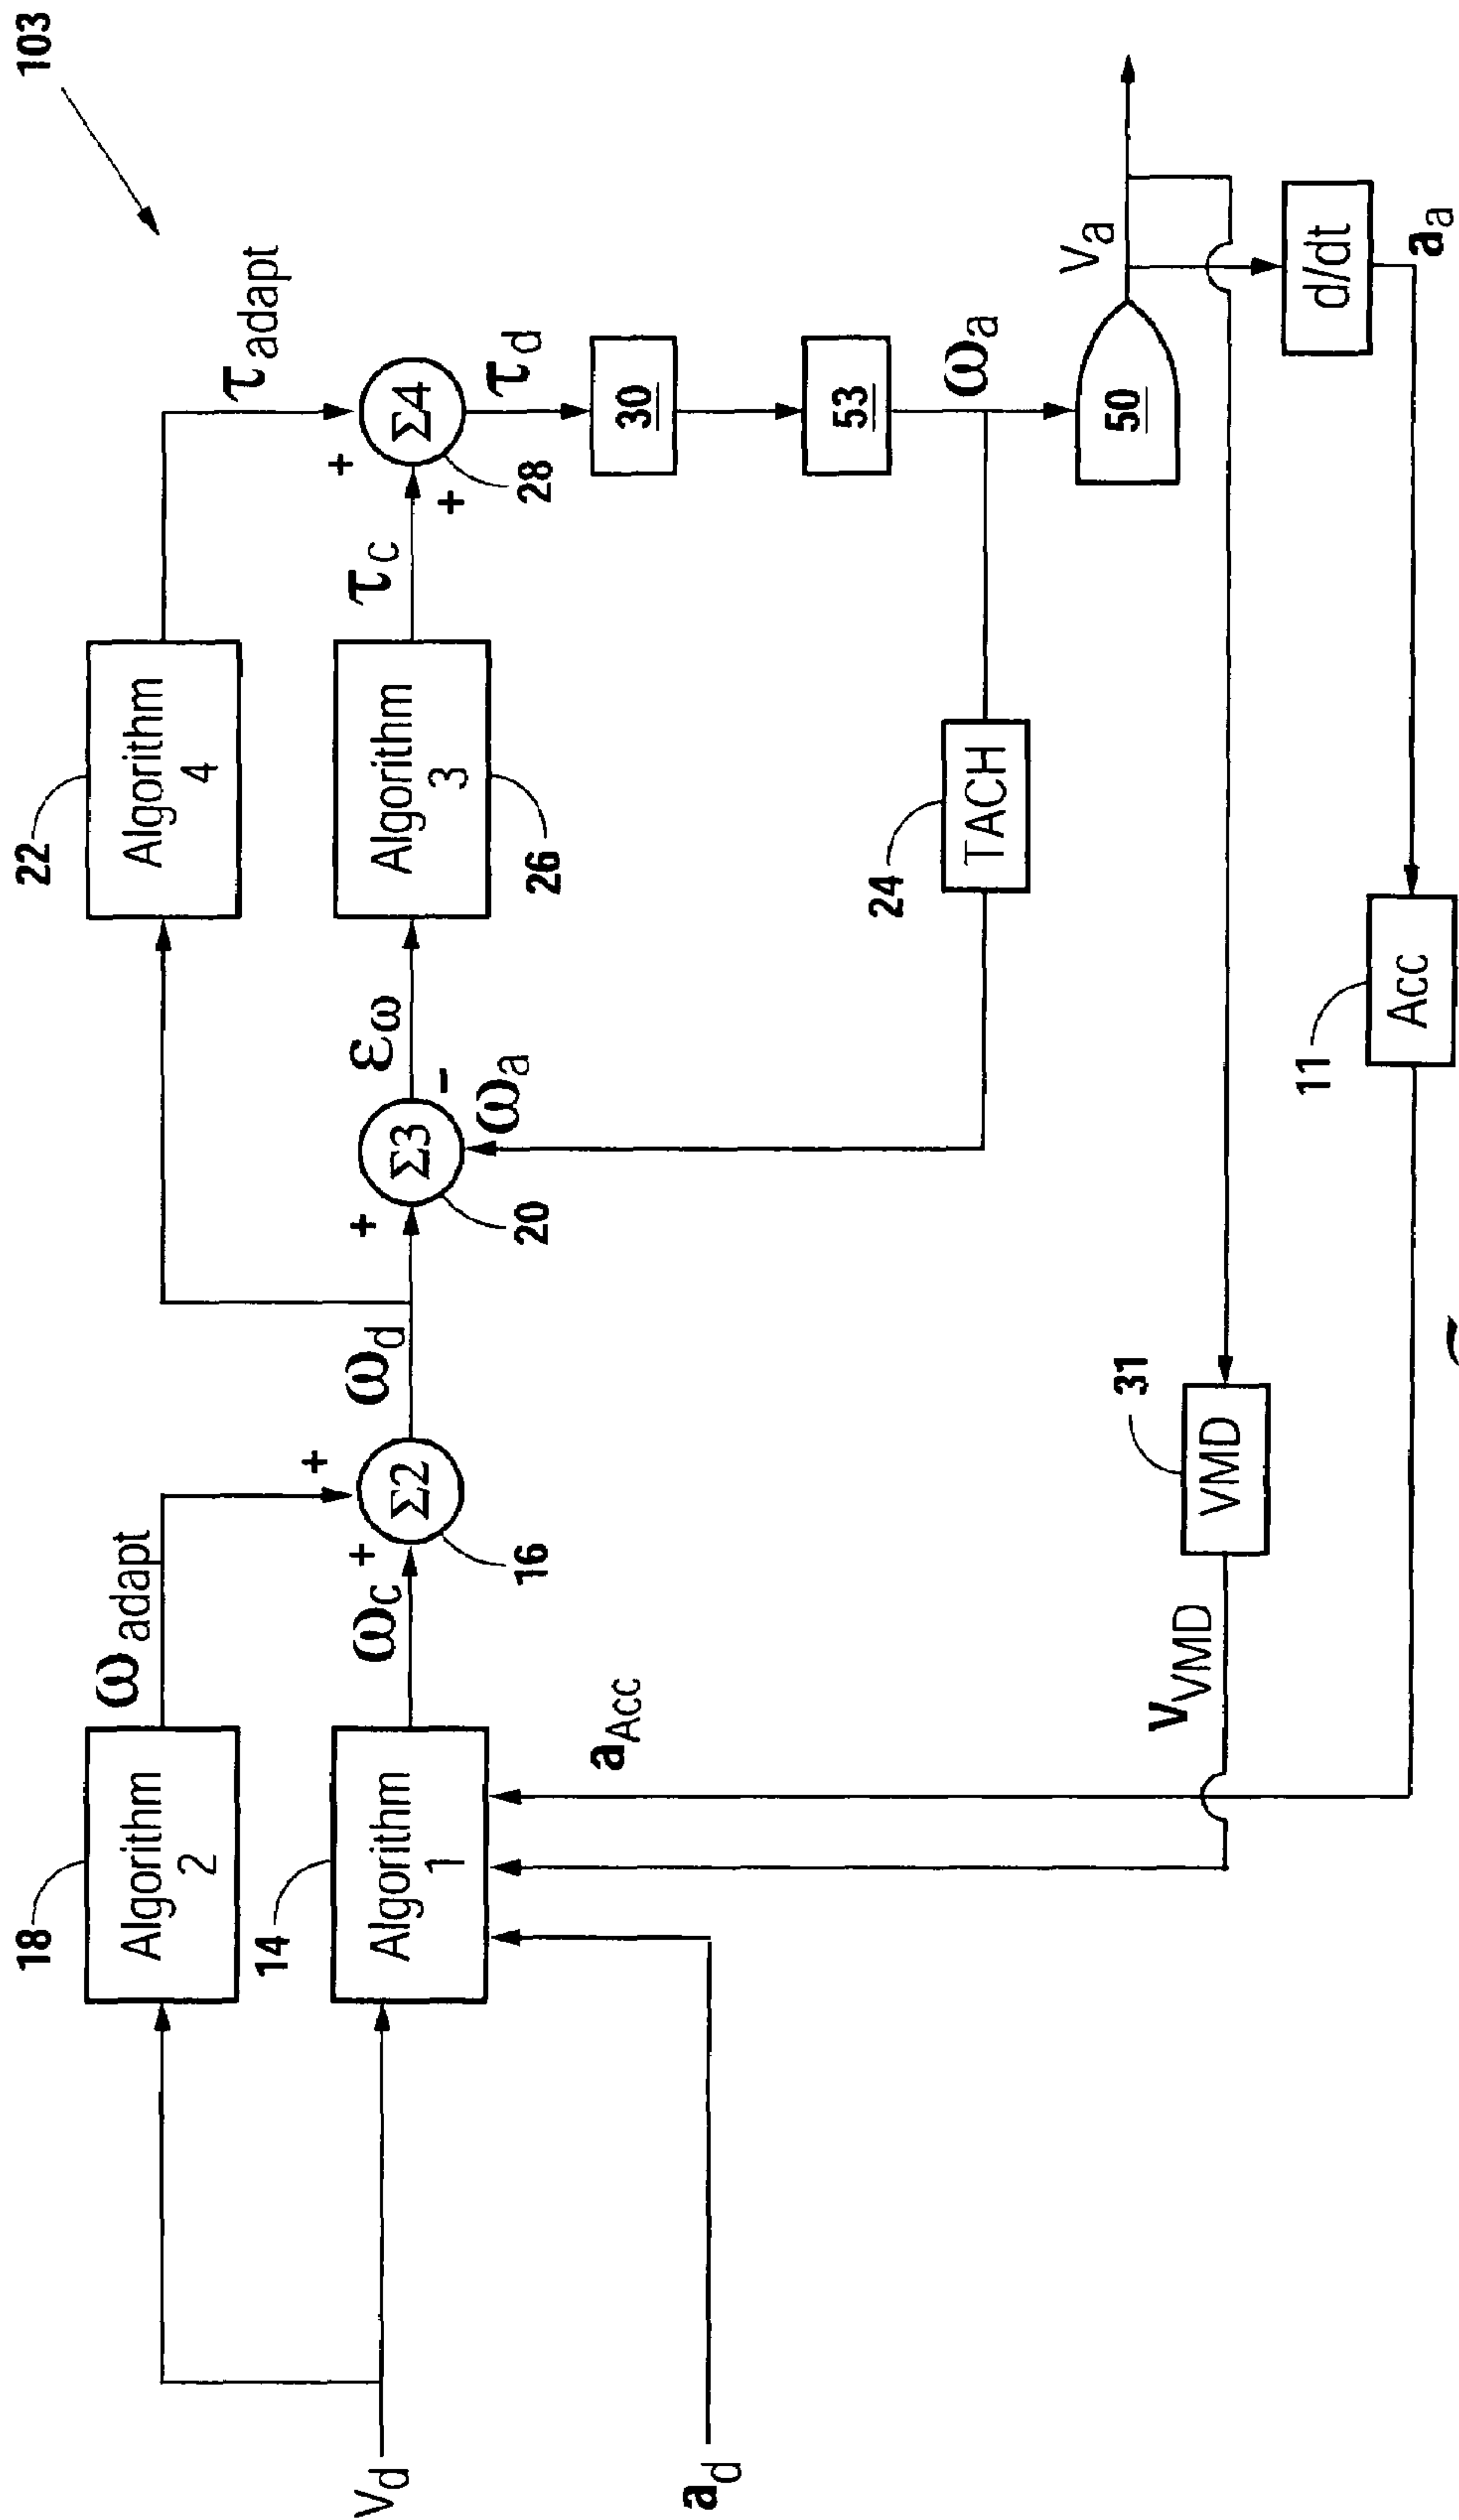 103
22
Algorithm
4
τadapt
18
Algorithm
2
ωadapt
+
+
Vd
14
Algorithm
1
ωc
+
Σ2
16
ωd
+
Σ3
20
εω
-
ωa
Algorithm
3
26
τc
+
Σ4
28
τd
30
53
ωa
24
TACH
50
Va
ad
aAcc
VVMD
31
VMD
d/dt
aa
11
Acc